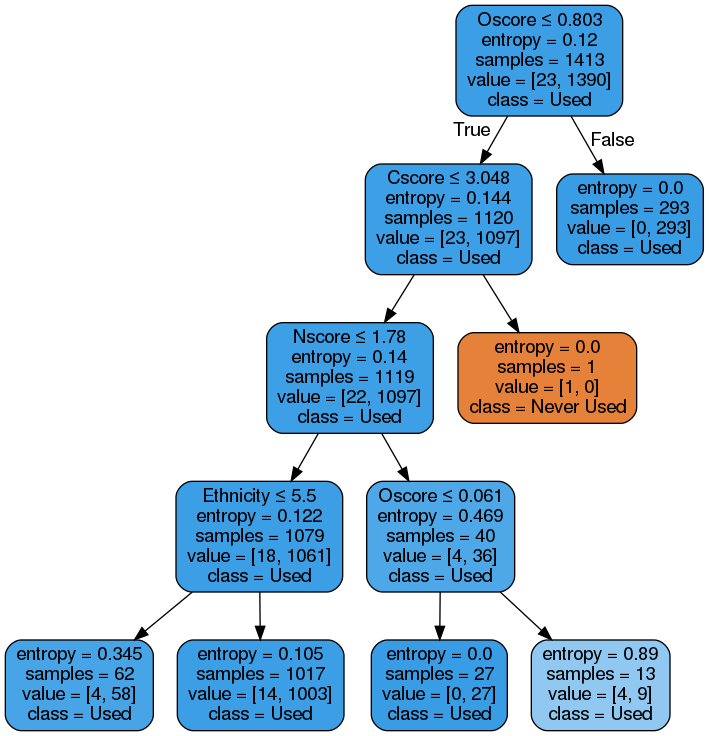 Oscore ≤ 0.803
entropy = 0.12
samples = 1413
value = [23, 1390]
class = Used
True
False
Cscore ≤ 3.048
entropy = 0.144
samples = 1120
value = [23, 1097]
class = Used
entropy = 0.0
samples = 293
value = [0, 293]
class = Used
Nscore ≤ 1.78
entropy = 0.14
samples = 1119
value = [22, 1097]
class = Used
entropy = 0.0
samples = 1
value = [1, 0]
class = Never Used
Ethnicity ≤ 5.5
entropy = 0.122
samples = 1079
value = [18, 1061]
class = Used
Oscore ≤ 0.061
entropy = 0.469
samples = 40
value = [4, 36]
class = Used
entropy = 0.345
samples = 62
value = [4, 58]
class = Used
entropy = 0.105
samples = 1017
value = [14, 1003]
class = Used
entropy = 0.0
samples = 27
value = [0, 27]
class = Used
entropy = 0.89
samples = 13
value = [4, 9]
class = Used